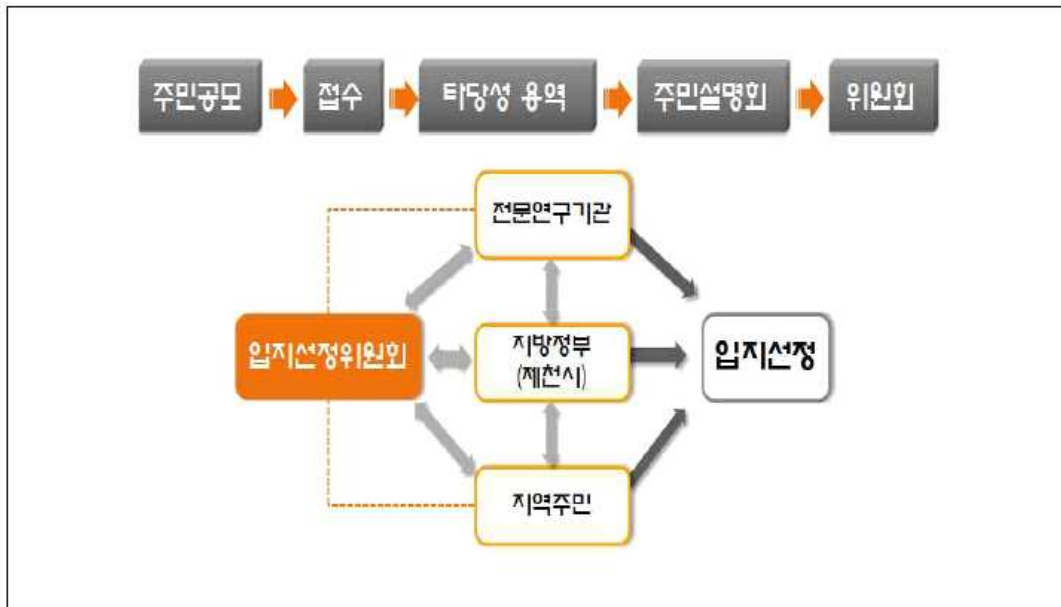 주민공모
접수
타당성 용역
주민설명회
위원회
전문연구기관
입지선정위원회
지방정부
(제천시)
입지선정
지역주민